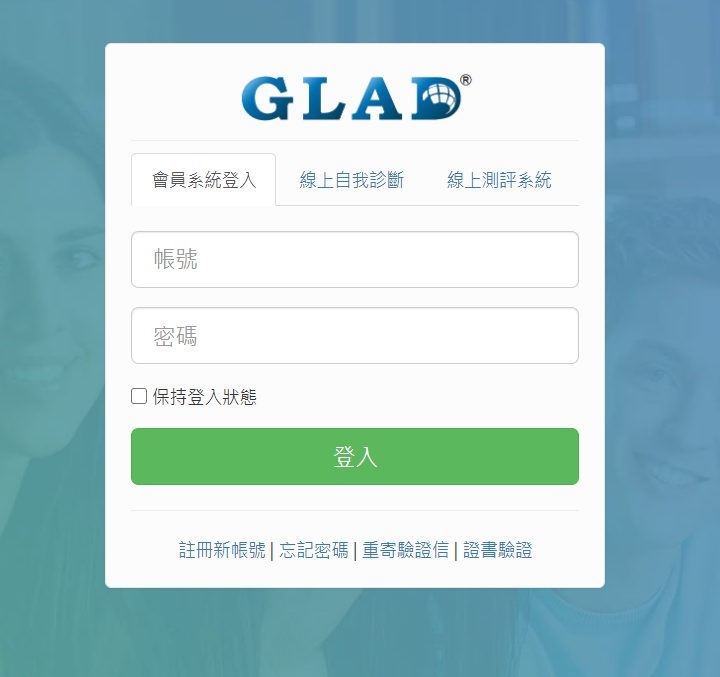 GLAD®
會員系統登入 線上自我診斷 線上測評系統
帳號
密碼
保持登入狀態
登入
註冊新帳號 | 忘記密碼 | 重寄驗證信 | 證書驗證